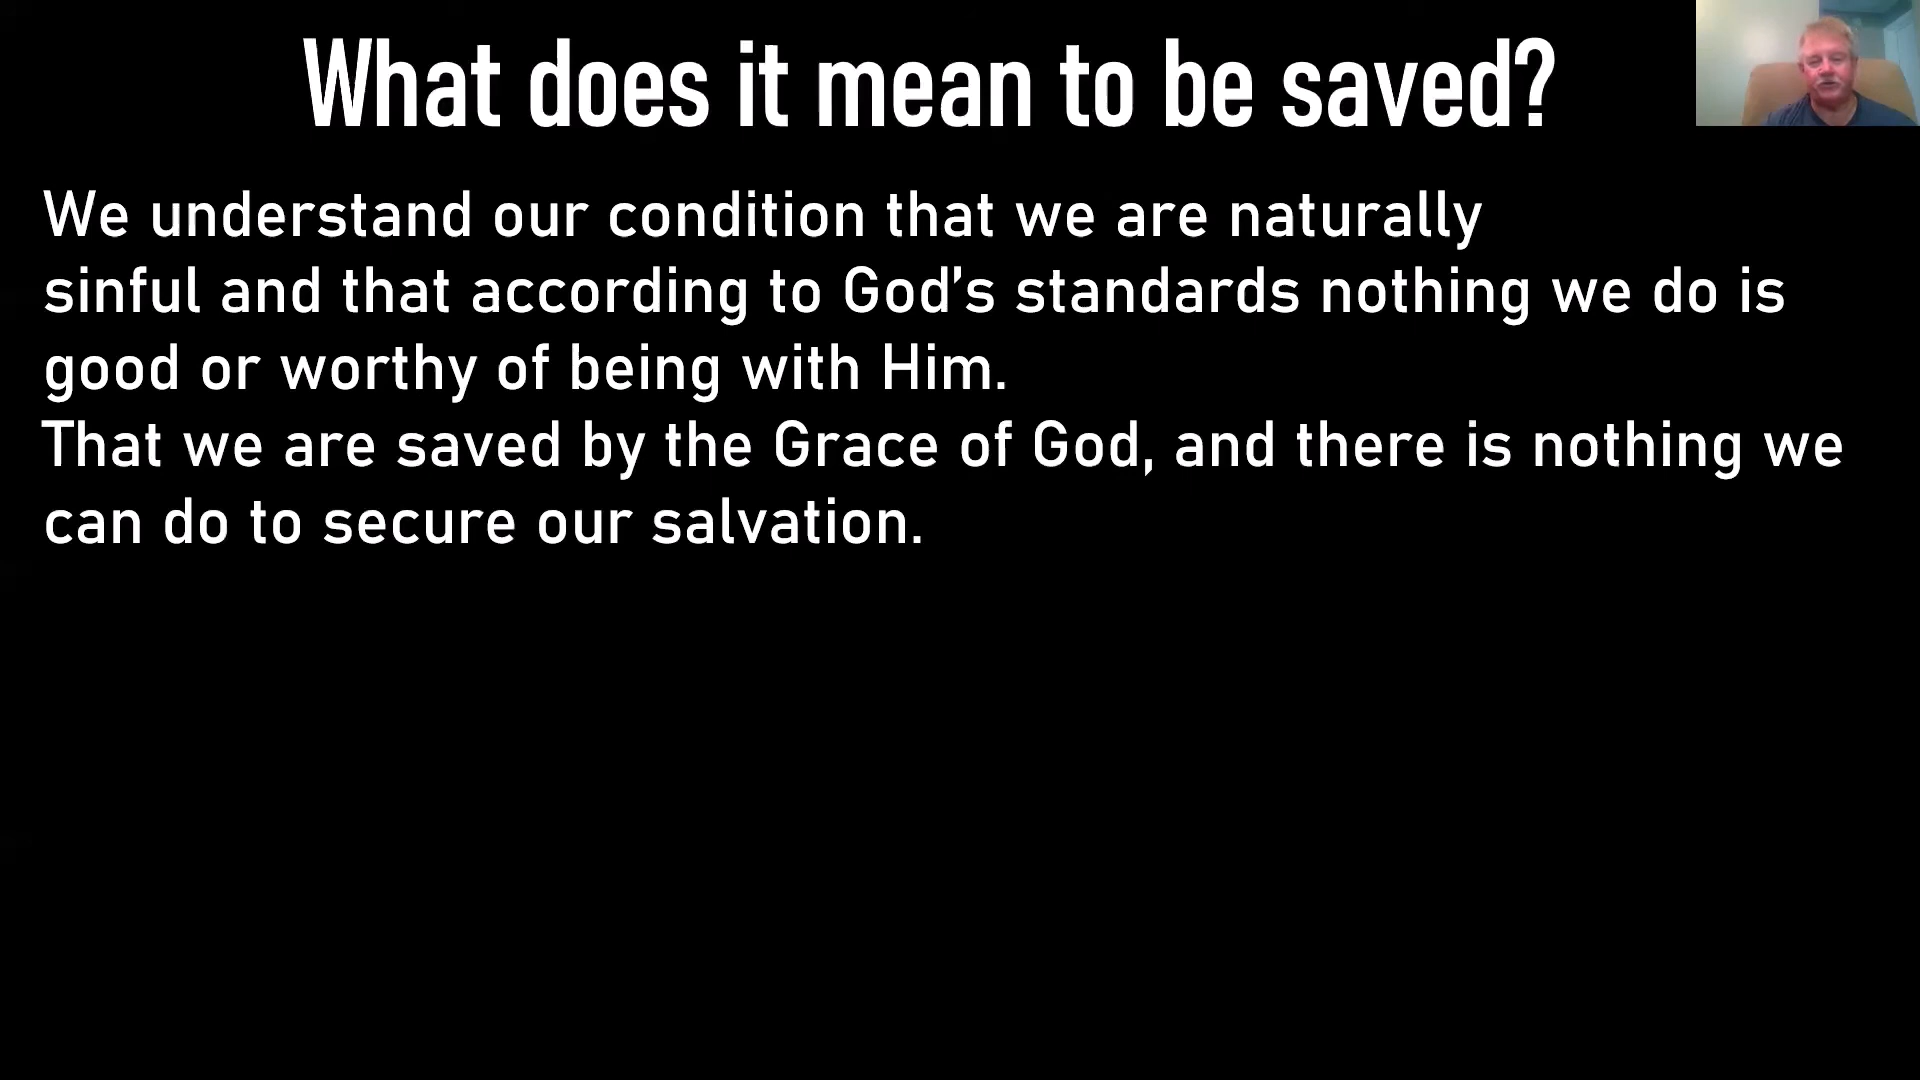 What does it mean to be saved?
We understand our condition that we are naturally
sinful and that according to God’s standards nothing we do is
good or worthy of being with Him.
That we are saved by the Grace of God, and there is nothing we
can do to secure our salvation.